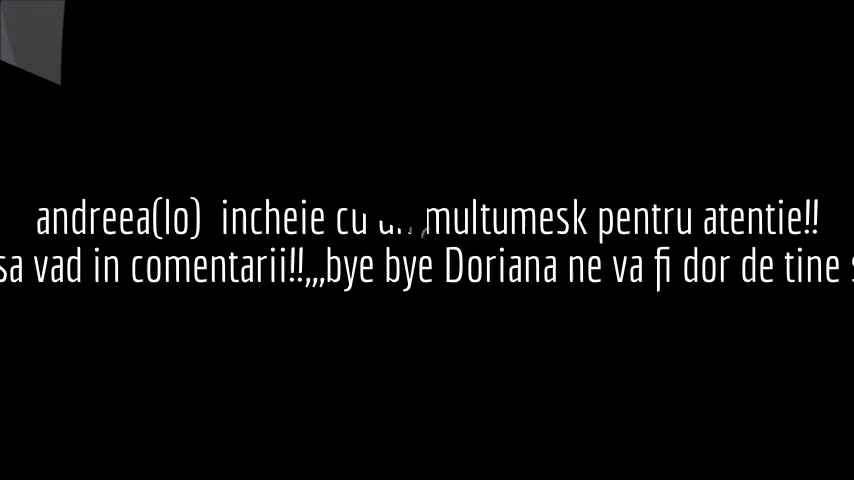 andreea(lo) incheie cu un ,multumesk pentru atentie!!
sa vad in comentarii!!,,,bye bye Doriana ne va fi dor de tine